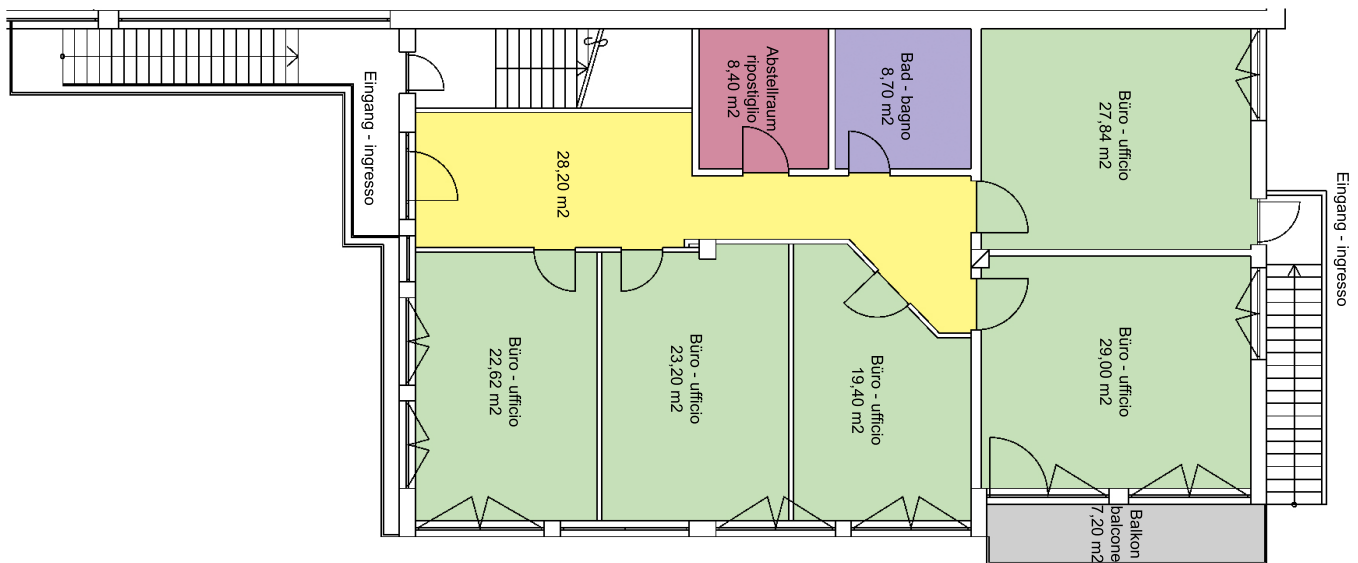 Eingang - ingresso
Abstellraum
ripostiglio
8,40 m2
Bad - bagno
8,70 m2
Büro - ufficio
27,84 m2
Eingang - ingresso
28,20 m2
Büro - ufficio
22,62 m2
Büro - ufficio
23,20 m2
Büro - ufficio
19,40 m2
Büro - ufficio
29,00 m2
Balkon
balcone
7,20 m2